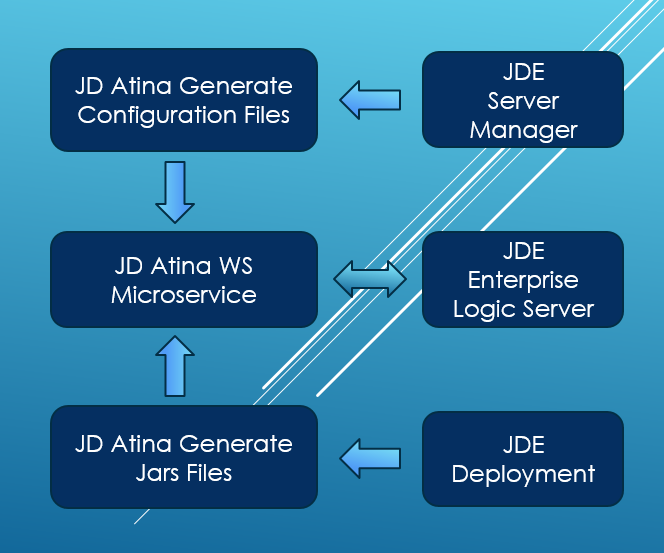 JD Atina Generate
Configuration Files
JDE
Server
Manager
JD Atina WS
Microservice
JDE
Enterprise
Logic Server
JD Atina Generate
Jars Files
JDE
Deployment